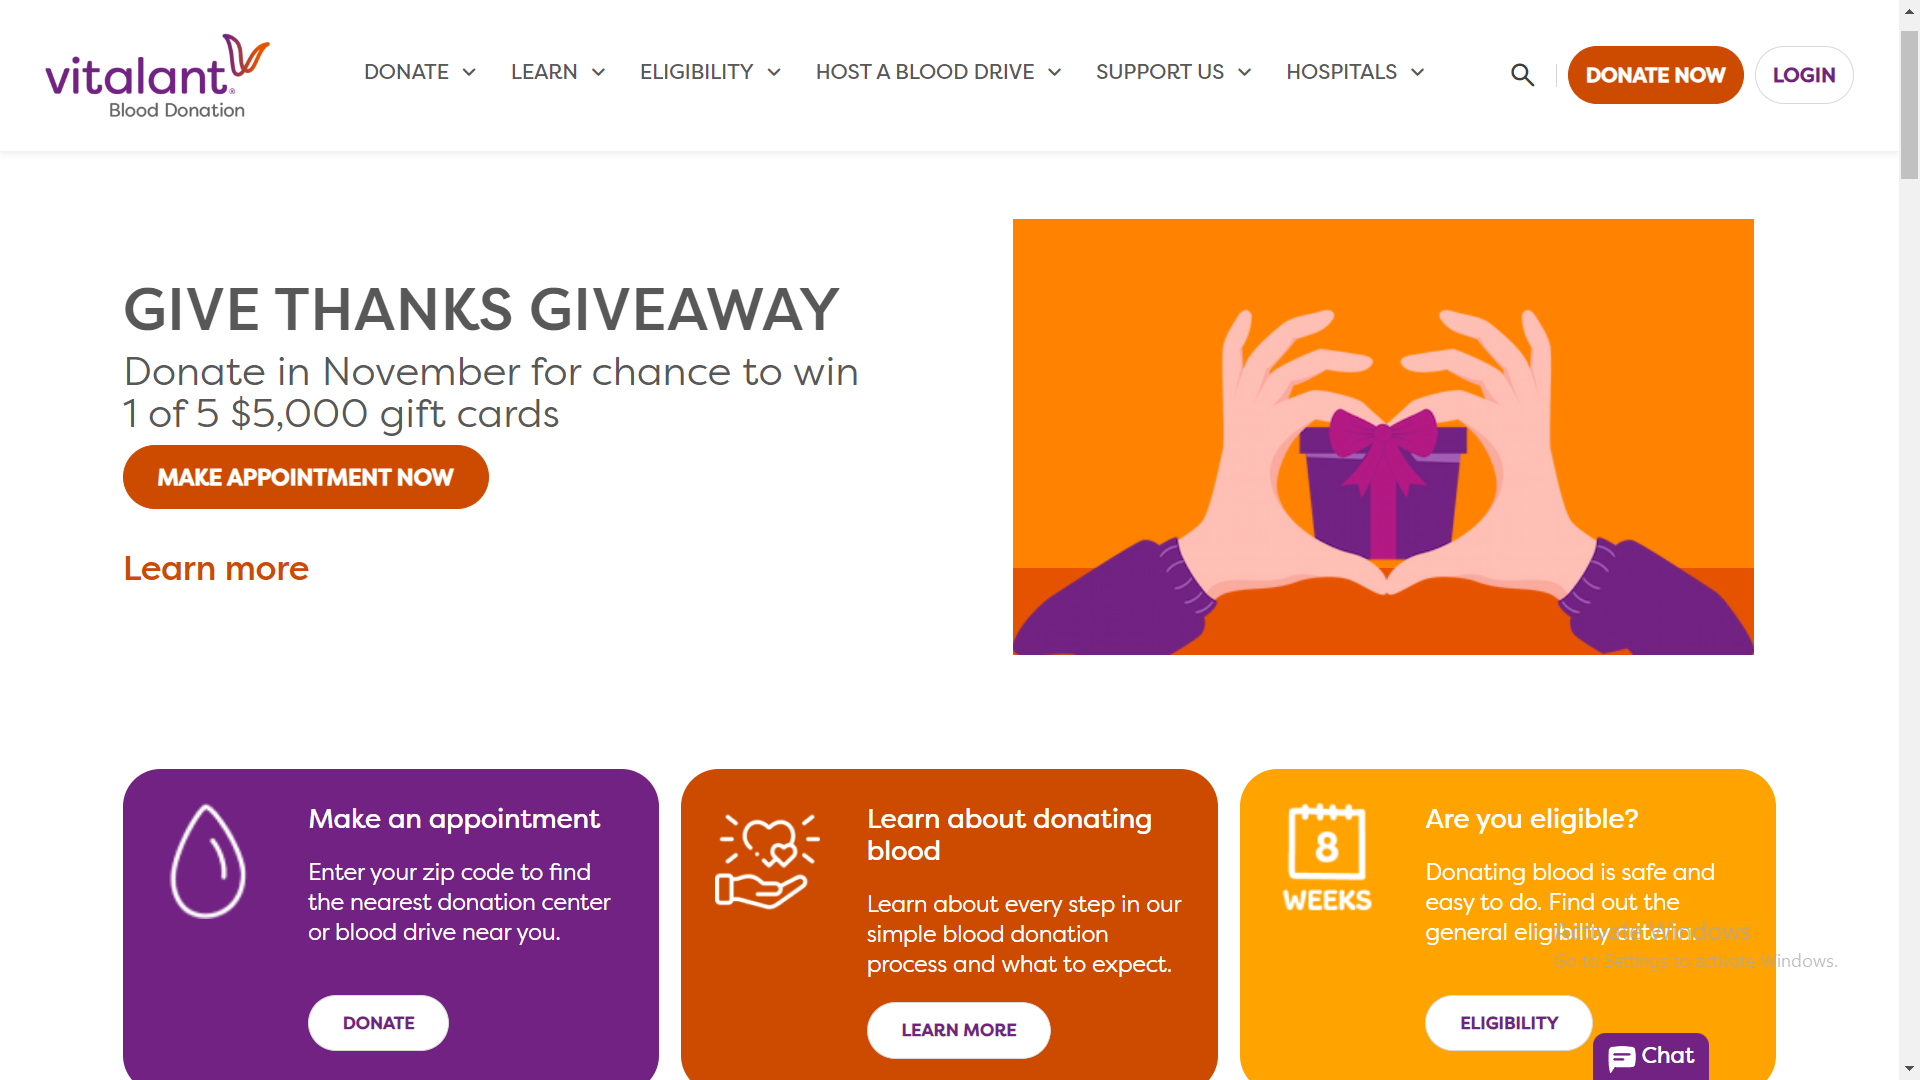 vitalant
Blood Donation
DONATE
LEARN
ELIGIBILITY
HOST A BLOOD DRIVE
SUPPORT US
HOSPITALS
DONATE NOW
LOGIN
GIVE THANKS GIVEAWAY
Donate in November for chance to win
1 of 5 $5,000 gift cards
MAKE APPOINTMENT NOW
Learn more
Make an appointment
Enter your zip code to find
the nearest donation center
or blood drive near you.
DONATE
Learn about donating
blood
Learn about every step in our
simple blood donation
process and what to expect.
LEARN MORE
8
WEEKS
Are you eligible?
Donating blood is safe and
easy to do. Find out the
general eligibility criteria.
Activate Windows
Go to Settings to activate Windows.
ELIGIBILITY
Chat